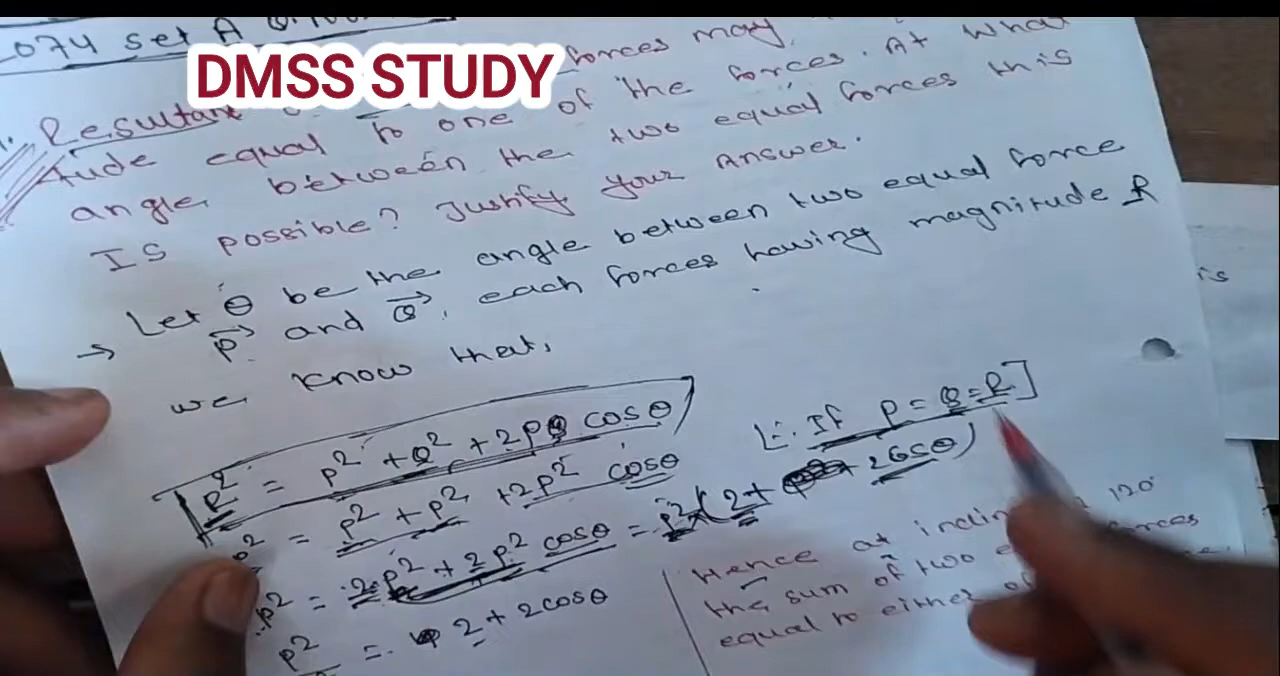 2074 set A
DMSS STUDY
Resultant forces may
tude equal to one of the forces. At what
angle between the two equal forces this
Is possible? Justify your Answer.
Let θ be the angle between two equal force
→ P and Q, each forces having magnitude R
we know that,
R² = P² + Q² + 2PQ cosθ [∵ If P = Q = R]
P² = P² + P² + 2P² cosθ
P² = 2P² + 2P² cosθ = P² (2 + 2cosθ)
P² = 2 + 2cosθ
Hence at 120°
the sum of two forces
equal to either of
is